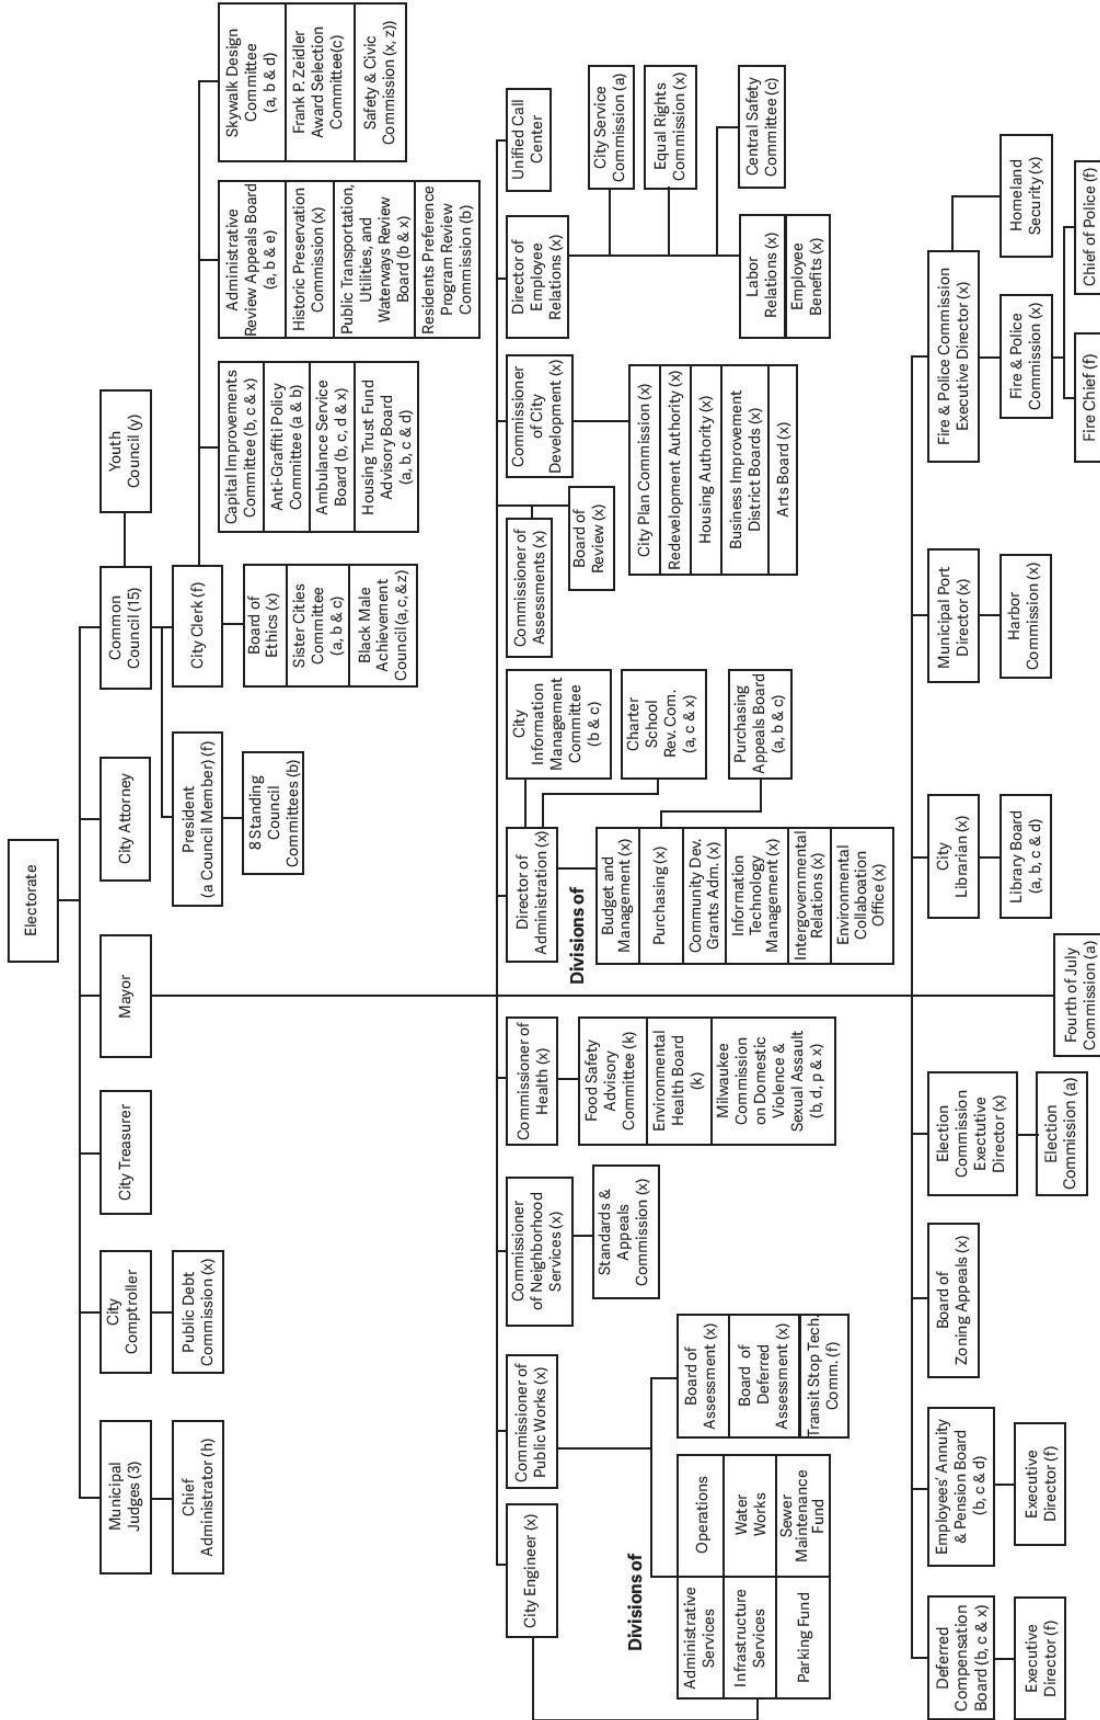 Electorate
Municipal
Judges (3)
City
Comptroller
City Treasurer
Mayor
City Attorney
Common
Council (15)
Youth
Council (y)
Chief
Administrator (h)
Public Debt
Commission (x)
President
(a Council Member) (f)
City Clerk (f)
8 Standing
Council
Committees (b)
Board of
Ethics (x)
Sister Cities
Committee
(a, b & c)
Black Male
Achievement
Council (a, c, & z)
Capital Improvements
Committee (b, c & x)
Anti-Graffiti Policy
Committee (a & b)
Ambulance Service
Board (b, c, d & x)
Housing Trust Fund
Advisory Board
(a, b, c & d)
Administrative
Review Appeals Board
(a, b & e)
Historic Preservation
Commission (x)
Public Transportation,
Utilities, and
Waterways Review
Board (b & x)
Residents Preference
Program Review
Commission (b)
Skywalk Design
Committee
(a, b & d)
Frank P. Zeidler
Award Selection
Committee(c)
Safety & Civic
Commission (x, z))
City Engineer (x)
Commissioner of
Public Works (x)
Commissioner
of Neighborhood
Services (x)
Commissioner of
Health (x)
Director of
Administration (x)
City
Information
Management
Committee
(b & c)
Commissioner of
Assessments (x)
Commissioner
of City
Development (x)
Director of
Employee
Relations (x)
Unified Call
Center
Divisions of
Administrative
Services
Operations
Infrastructure
Services
Water
Works
Parking Fund
Sewer
Maintenance
Fund
Board of
Assessment (x)
Board of
Deferred
Assessment (x)
Transit Stop Tech.
Comm. (f)
Standards &
Appeals
Commission (x)
Food Safety
Advisory
Committee (k)
Environmental
Health Board
(k)
Milwaukee
Commission
on Domestic
Violence &
Sexual Assault
(b, d, p & x)
Divisions of
Budget and
Management (x)
Purchasing (x)
Community Dev.
Grants Adm. (x)
Information
Technology
Management (x)
Intergovernmental
Relations (x)
Environmental
Collaboation
Office (x)
Charter
School
Rev. Com.
(a, c & x)
Purchasing
Appeals Board
(a, b & c)
Board of
Review (x)
City Plan Commission (x)
Redevelopment Authority (x)
Housing Authority (x)
Business Improvement
District Boards (x)
Arts Board (x)
City Service
Commission (a)
Equal Rights
Commission (x)
Central Safety
Committee (c)
Labor
Relations (x)
Employee
Benefits (x)
Deferred
Compensation
Board (b, c & x)
Employees' Annuity
& Pension Board
(b, c & d)
Board of
Zoning Appeals (x)
Election
Commission
Exectutive
Director (x)
City
Librarian (x)
Municipal Port
Director (x)
Fire & Police Commission
Executive Director (x)
Executive
Director (f)
Executive
Director (f)
Election
Commission (a)
Fourth of July
Commission (a)
Library Board
(a, b, c & d)
Harbor
Commission (x)
Fire & Police
Commission (x)
Homeland
Security (x)
Fire Chief (f)
Chief of Police (f)